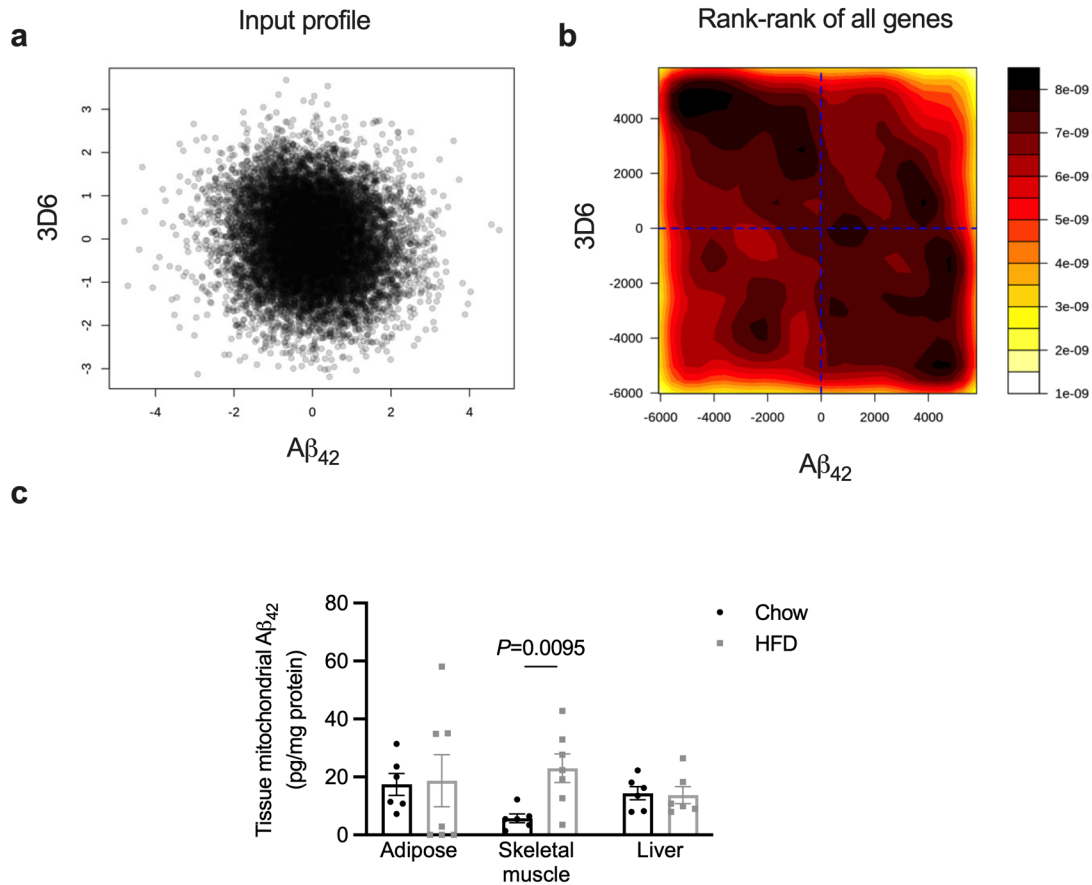 a
Input profile
3D6
3
2
1
0
-1
-2
-3
-4
-2
0
2
4
Aβ42
b
Rank-rank of all genes
3D6
4000
2000
0
-2000
-4000
-6000
-6000
-4000
-2000
0
2000
4000
Aβ42
8e-09
7e-09
6e-09
5e-09
4e-09
3e-09
2e-09
1e-09
c
Tissue mitochondrial Aβ42
(pg/mg protein)
80
60
40
20
0
P=0.0095
Chow
HFD
Adipose
Skeletal
muscle
Liver